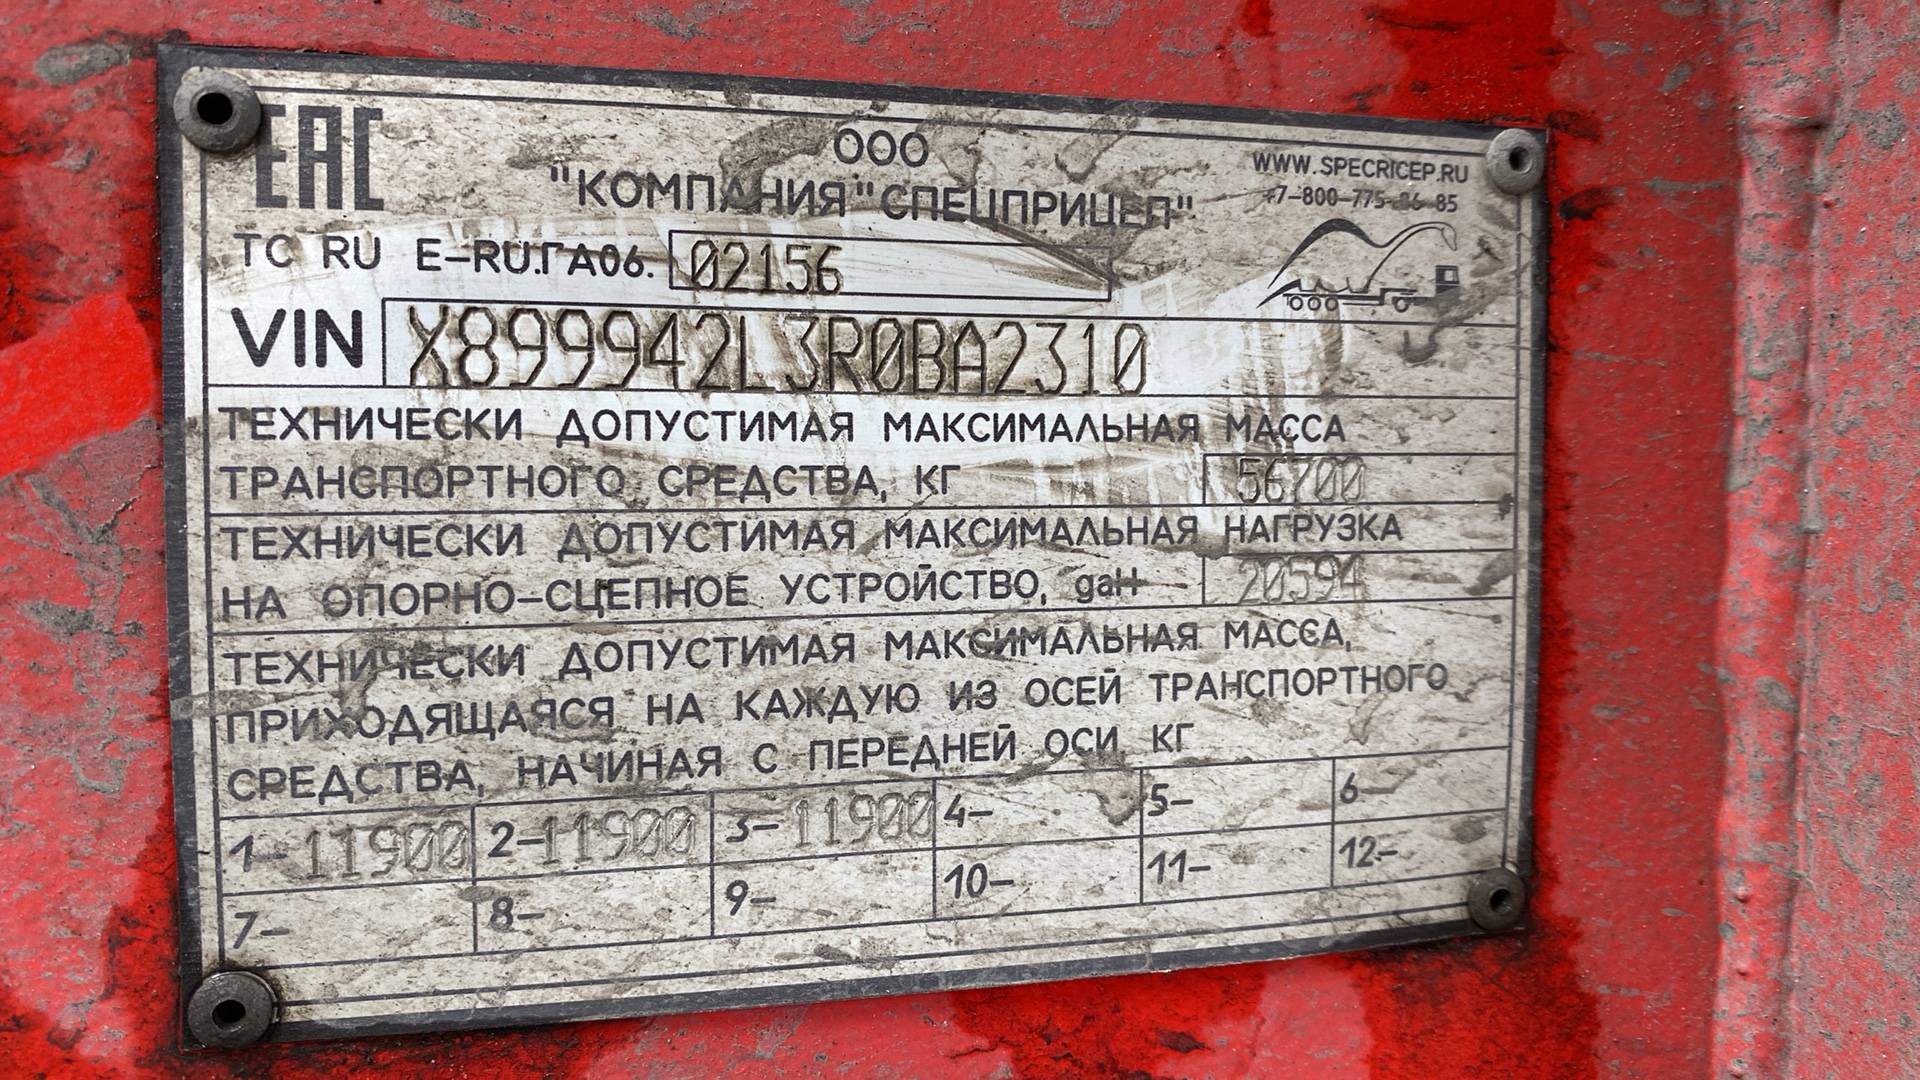 EAC
ООО
"КОМПАНИЯ "СПЕЦПРИЦЕП"
WWW.SPECRICEP.RU
+7-800-775-86-85
ТС RU E-RU.ГА06. 02156
VIN X899942L3R0BA2310
ТЕХНИЧЕСКИ ДОПУСТИМАЯ МАКСИМАЛЬНАЯ МАССА
ТРАНСПОРТНОГО СРЕДСТВА, КГ 56700
ТЕХНИЧЕСКИ ДОПУСТИМАЯ МАКСИМАЛЬНАЯ НАГРУЗКА
НА ОПОРНО-СЦЕПНОЕ УСТРОЙСТВО, даН 20594
ТЕХНИЧЕСКИ ДОПУСТИМАЯ МАКСИМАЛЬНАЯ МАССА,
ПРИХОДЯЩАЯСЯ НА КАЖДУЮ ИЗ ОСЕЙ ТРАНСПОРТНОГО
СРЕДСТВА, НАЧИНАЯ С ПЕРЕДНЕЙ ОСИ, КГ
1- 11900 2- 11900 3- 11900 4- 5- 6-
7- 8- 9- 10- 11- 12-